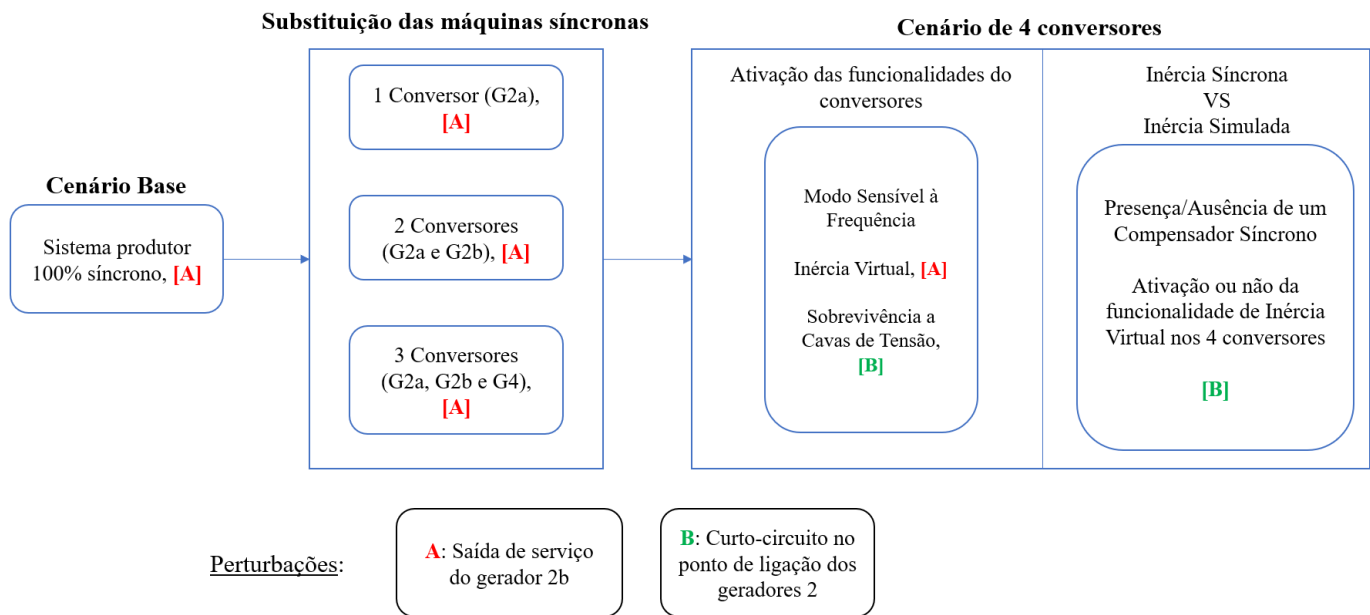 Cenário Base
Sistema produtor
100% síncrono, [A]
Substituição das máquinas síncronas
1 Conversor (G2a),
[A]
2 Conversores
(G2a e G2b), [A]
3 Conversores
(G2a, G2b e G4),
[A]
Cenário de 4 conversores
Ativação das funcionalidades do
conversores
Modo Sensível à
Frequência
Inércia Virtual, [A]
Sobrevivência a
Cavas de Tensão,
[B]
Inércia Síncrona
VS
Inércia Simulada
Presença/Ausência de um
Compensador Síncrono
Ativação ou não da
funcionalidade de Inércia
Virtual nos 4 conversores
[B]
Perturbações:
A: Saída de serviço
do gerador 2b
B: Curto-circuito no
ponto de ligação dos
geradores 2